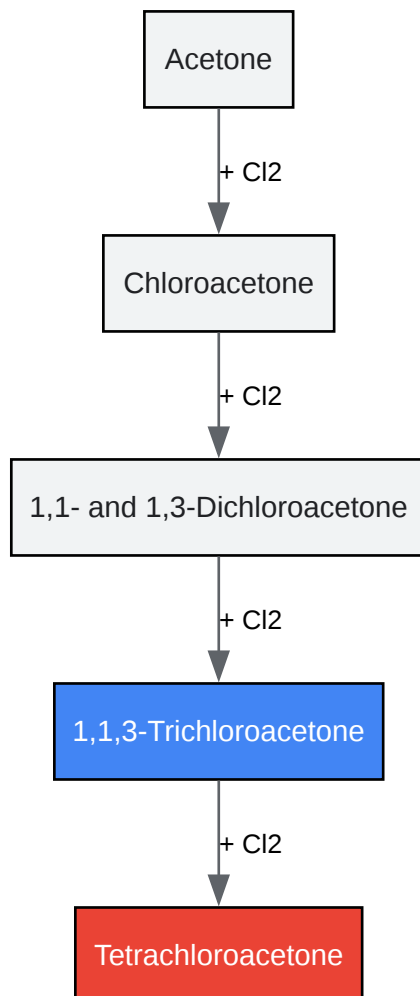 Acetone
+ Cl2
Chloroacetone
+ Cl2
1,1- and 1,3-Dichloroacetone
+ Cl2
1,1,3-Trichloroacetone
+ Cl2
Tetrachloroacetone